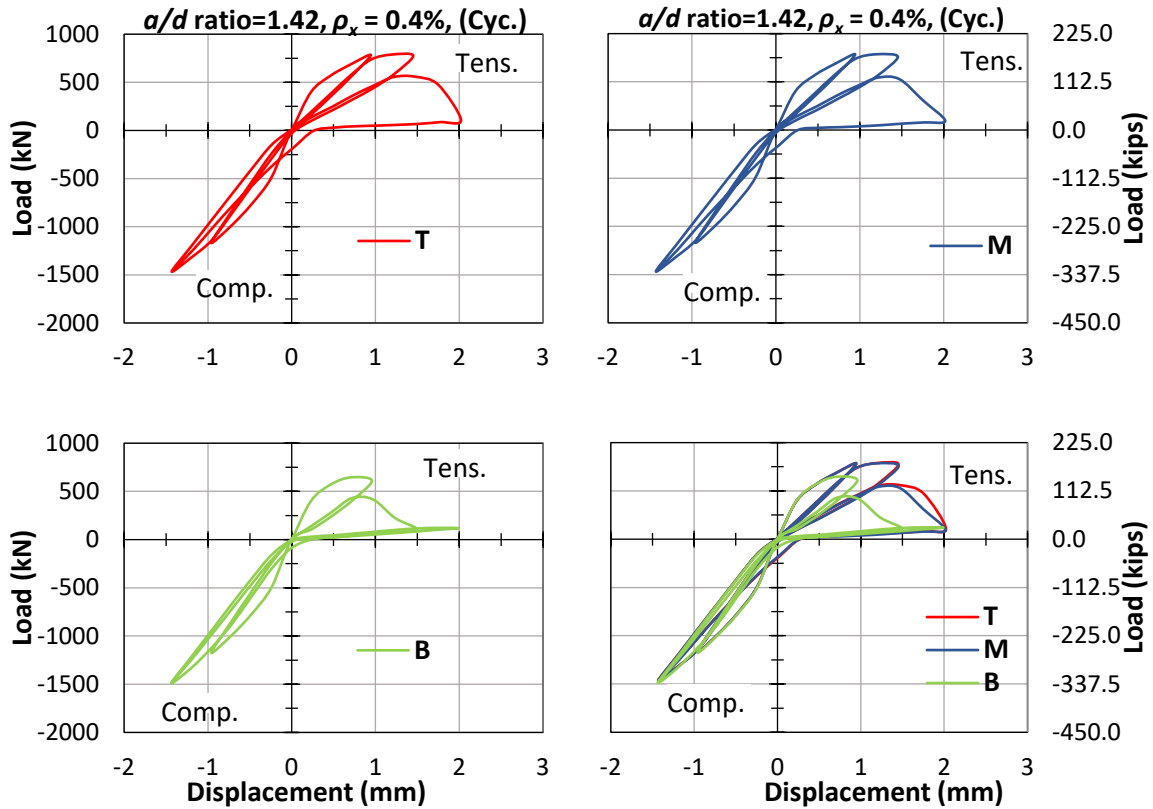 a/d ratio=1.42, ρx = 0.4%, (Cyc.)
a/d ratio=1.42, ρx = 0.4%, (Cyc.)
Load (kN)
1000
500
0
-500
-1000
-1500
-2000
Tens.
T
Comp.
-2 -1 0 1 2 3
Tens.
M
Comp.
-2 -1 0 1 2 3
225.0
112.5
0.0
-112.5
-225.0
-337.5
-450.0
Load (kips)
Load (kN)
1000
500
0
-500
-1000
-1500
-2000
Tens.
B
Comp.
-2 -1 0 1 2 3
Displacement (mm)
Tens.
T
M
B
Comp.
-2 -1 0 1 2 3
Displacement (mm)
225.0
112.5
0.0
-112.5
-225.0
-337.5
-450.0
Load (kips)